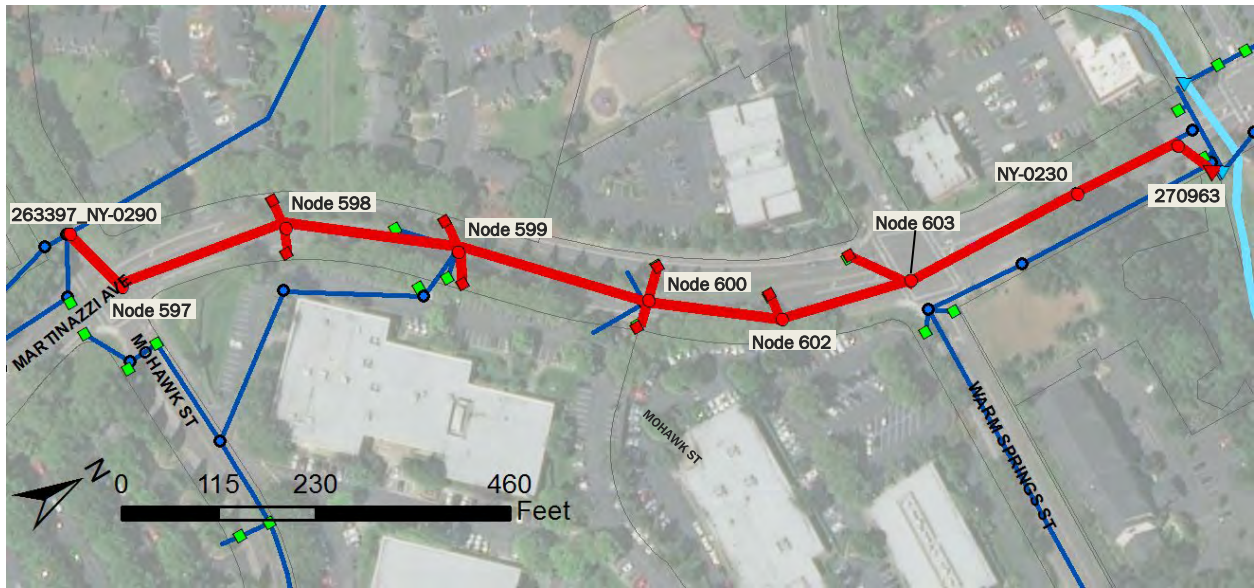 Node 598
263397_NY-0290
Node 599
NY-0230
270963
Node 603
Node 597
Node 600
Node 602
MARTINAZZI AVE
MOHAWK ST
MOHAWK ST
WARM SPRINGS ST
N
0 115 230 460
Feet